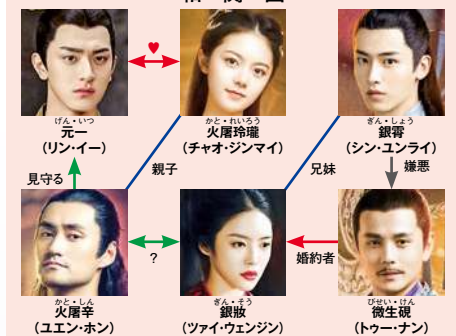 げん・いつ
元一
(リン・イー)
かと・れいろう
火屠玲瓏
(チャオ・ジンマイ)
ぎん・しょう
銀霄
(シン・ユンライ)
見守る
親子
兄妹
嫌悪
?
婚約者
かと・しん
火屠辛
(ユエン・ホン)
ぎん・そう
銀妝
(ツァイ・ウェンジン)
びせい・けん
微生硯
(トゥー・ナン)